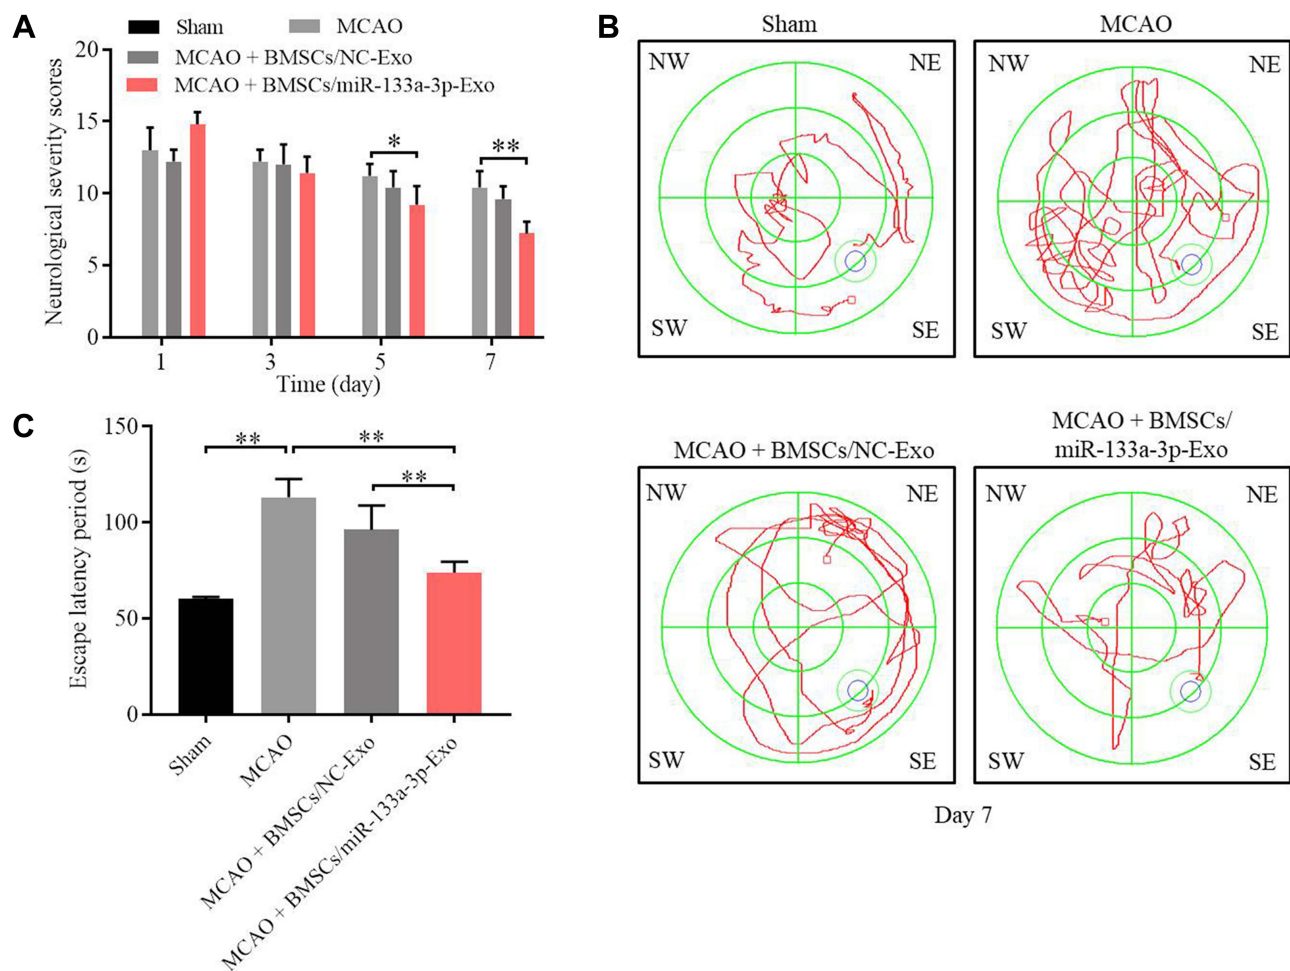 A
Sham
MCAO
MCAO + BMSCs/NC-Exo
MCAO + BMSCs/miR-133a-3p-Exo
Neurological severity scores
20
15
10
5
0
*
**
1
3
5
7
Time (day)
B
Sham
NW
NE
SW
SE
MCAO
NW
NE
SW
SE
MCAO + BMSCs/NC-Exo
NW
NE
SW
SE
MCAO + BMSCs/
miR-133a-3p-Exo
NW
NE
SW
SE
Day 7
C
Escape latency period (s)
150
100
50
0
**
**
**
Sham
MCAO
MCAO + BMSCs/NC-Exo
MCAO + BMSCs/miR-133a-3p-Exo